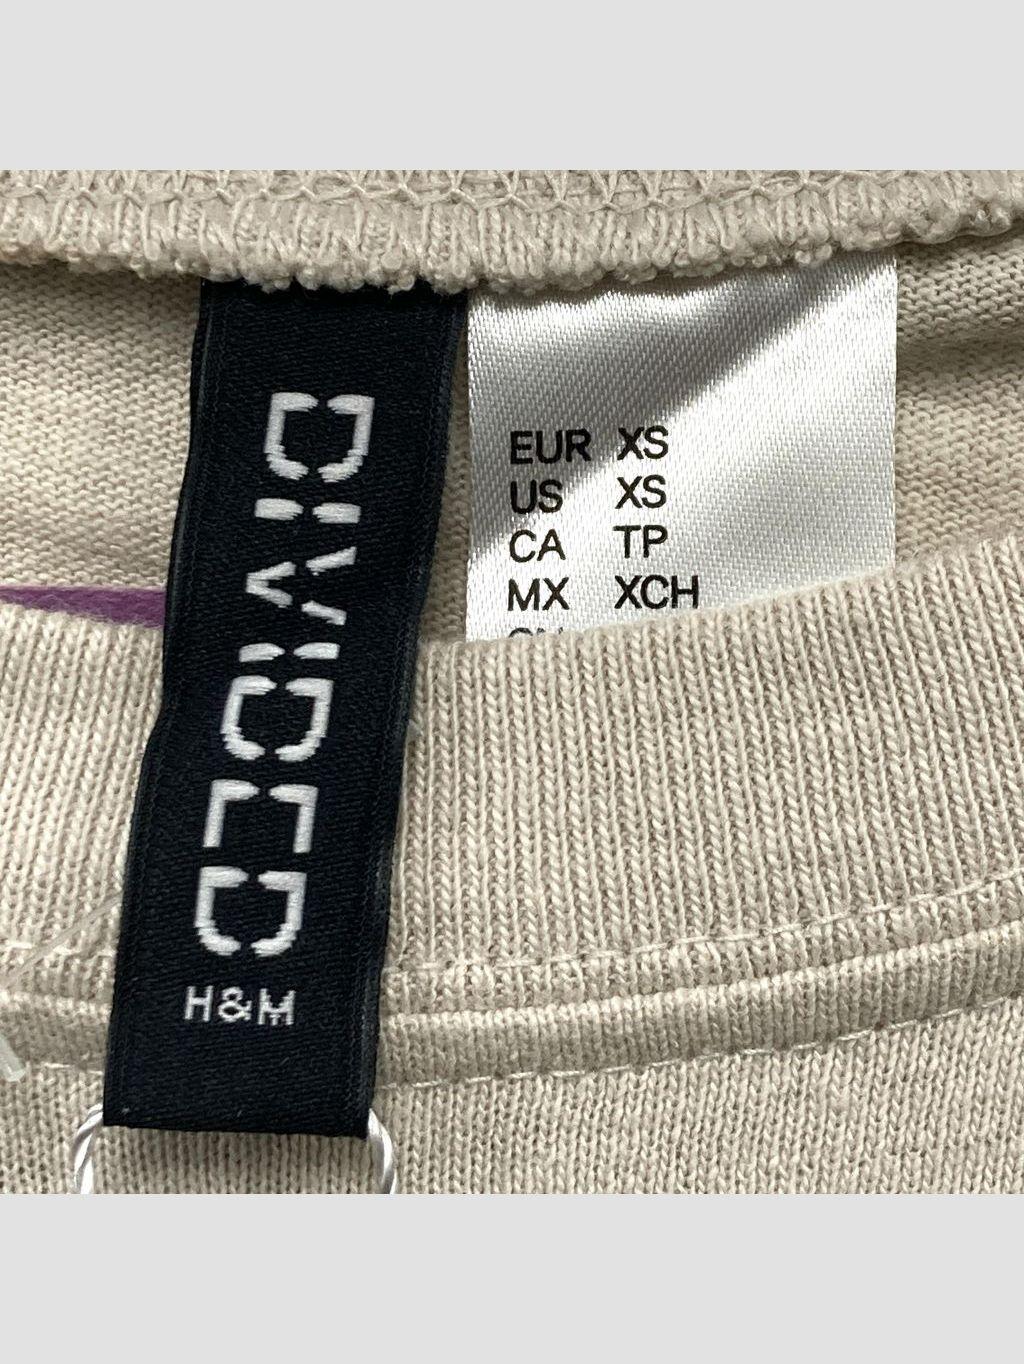 DIVIDED
H&M
EUR XS
US XS
CA TP
MX XCH